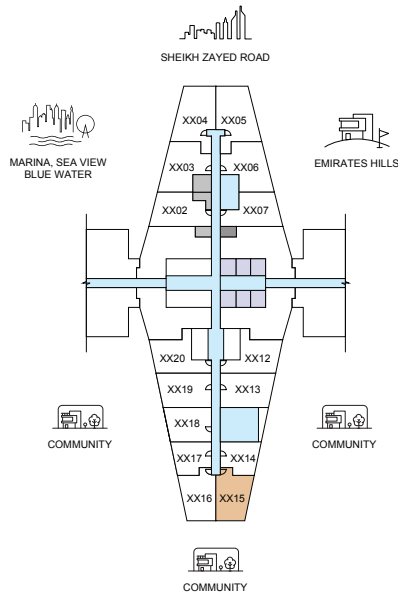 SHEIKH ZAYED ROAD
MARINA, SEA VIEW
BLUE WATER
EMIRATES HILLS
XX04
XX05
XX03
XX06
XX02
XX07
XX20
XX12
XX19
XX13
XX18
XX17
XX14
XX16
XX15
COMMUNITY
COMMUNITY
COMMUNITY